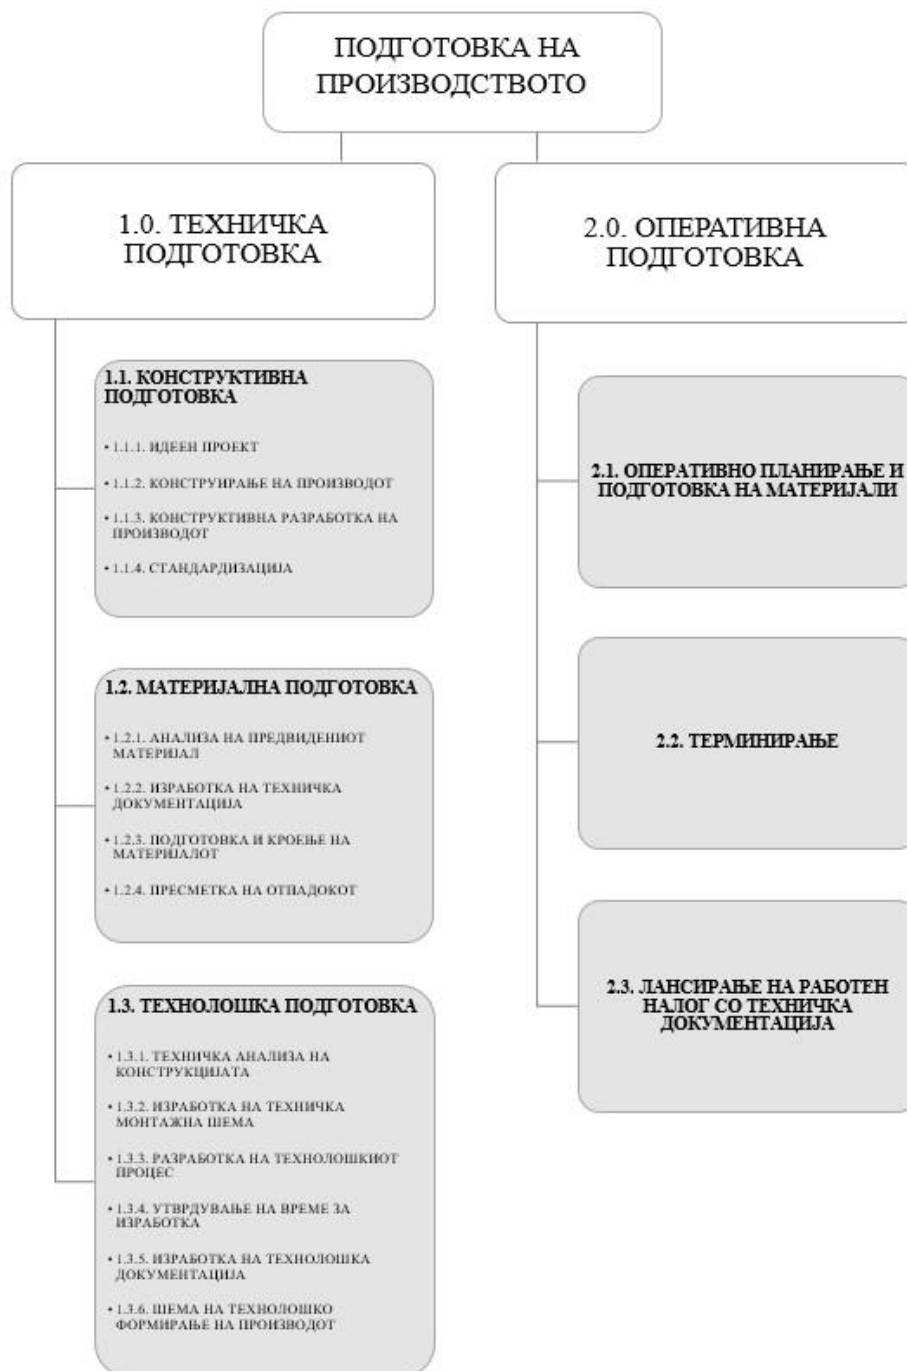 ПОДГОТОВКА НА
ПРОИЗВОДСТВОТО
1.0. ТЕХНИЧКА
ПОДГОТОВКА
1.1. КОНСТРУКТИВНА
ПОДГОТОВКА
• 1.1.1. ИДЕЕН ПРОЕКТ
• 1.1.2. КОНСТРУИРАЊЕ НА ПРОИЗВОДОТ
• 1.1.3. КОНСТРУКТИВНА РАЗРАБОТКА НА
ПРОИЗВОДОТ
• 1.1.4. СТАНДАРДИЗАЦИЈА
1.2. МАТЕРИЈАЛНА ПОДГОТОВКА
• 1.2.1. АНАЛИЗА НА ПРЕДВИДЕНИОТ
МАТЕРИЈАЛ
• 1.2.2. ИЗРАБОТКА НА ТЕХНИЧКА
ДОКУМЕНТАЦИЈА
• 1.2.3. ПОДГОТОВКА И КРОЕЊЕ НА
МАТЕРИЈАЛОТ
• 1.2.4. ПРЕСМЕТКА НА ОТПАДОКОТ
1.3. ТЕХНОЛОШКА ПОДГОТОВКА
• 1.3.1. ТЕХНИЧКА АНАЛИЗА НА
КОНСТРУКЦИЈАТА
• 1.3.2. ИЗРАБОТКА НА ТЕХНИЧКА
МОНТАЖНА ШЕМА
• 1.3.3. РАЗРАБОТКА НА ТЕХНОЛОШКИОТ
ПРОЦЕС
• 1.3.4. УТВРДУВАЊЕ НА ВРЕМЕ ЗА
ИЗРАБОТКА
• 1.3.5. ИЗРАБОТКА НА ТЕХНОЛОШКА
ДОКУМЕНТАЦИЈА
• 1.3.6. ШЕМА НА ТЕХНОЛОШКО
ФОРМИРАЊЕ НА ПРОИЗВОДОТ
2.0. ОПЕРАТИВНА
ПОДГОТОВКА
2.1. ОПЕРАТИВНО ПЛАНИРАЊЕ И
ПОДГОТОВКА НА МАТЕРИЈАЛИ
2.2. ТЕРМИНИРАЊЕ
2.3. ЛАНСИРАЊЕ НА РАБОТЕН
НАЛОГ СО ТЕХНИЧКА
ДОКУМЕНТАЦИЈА